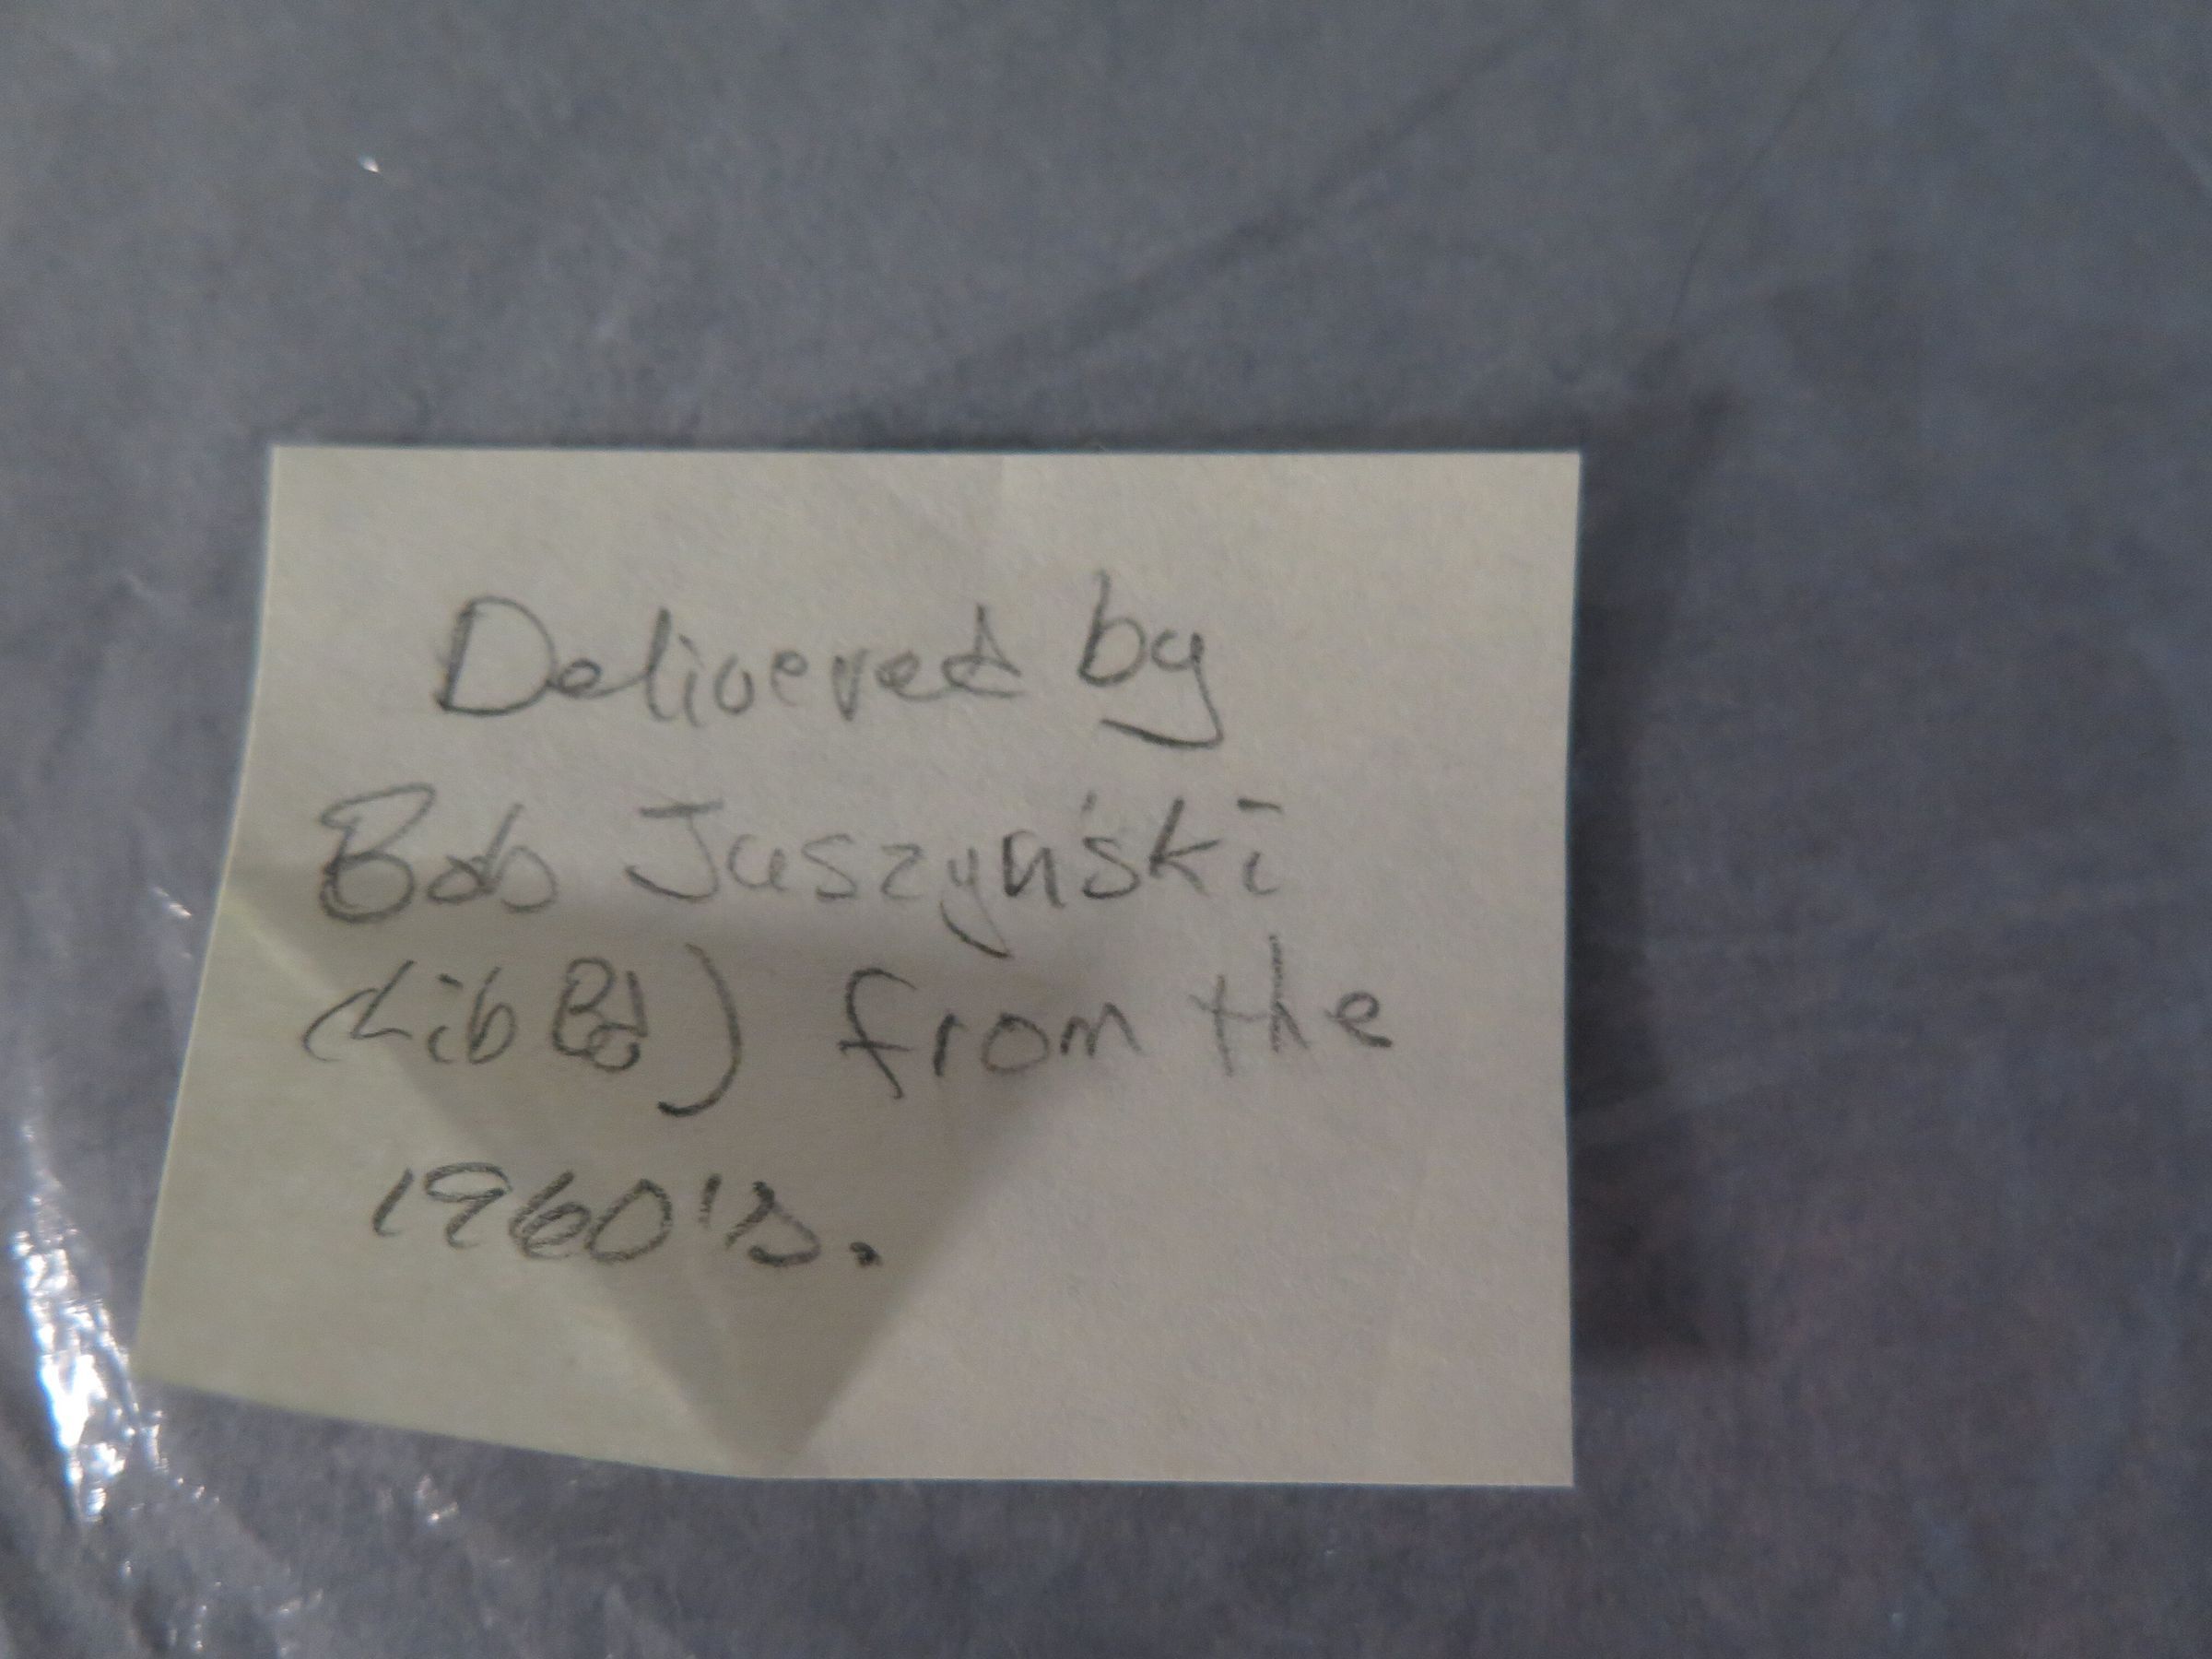 Delivered by
Bob Juszyński
(Lib Bd) from the
1960's.